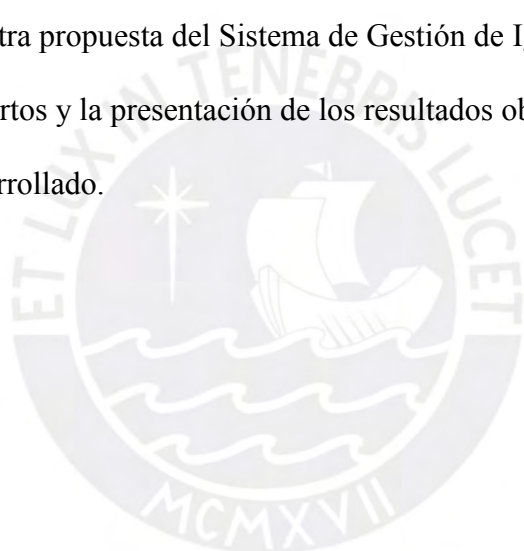 tra propuesta del Sistema de Gestión de I
rtos y la presentación de los resultados ob
rrollado.
ET LUX IN TENEBRIS LUCET
MCMXVII